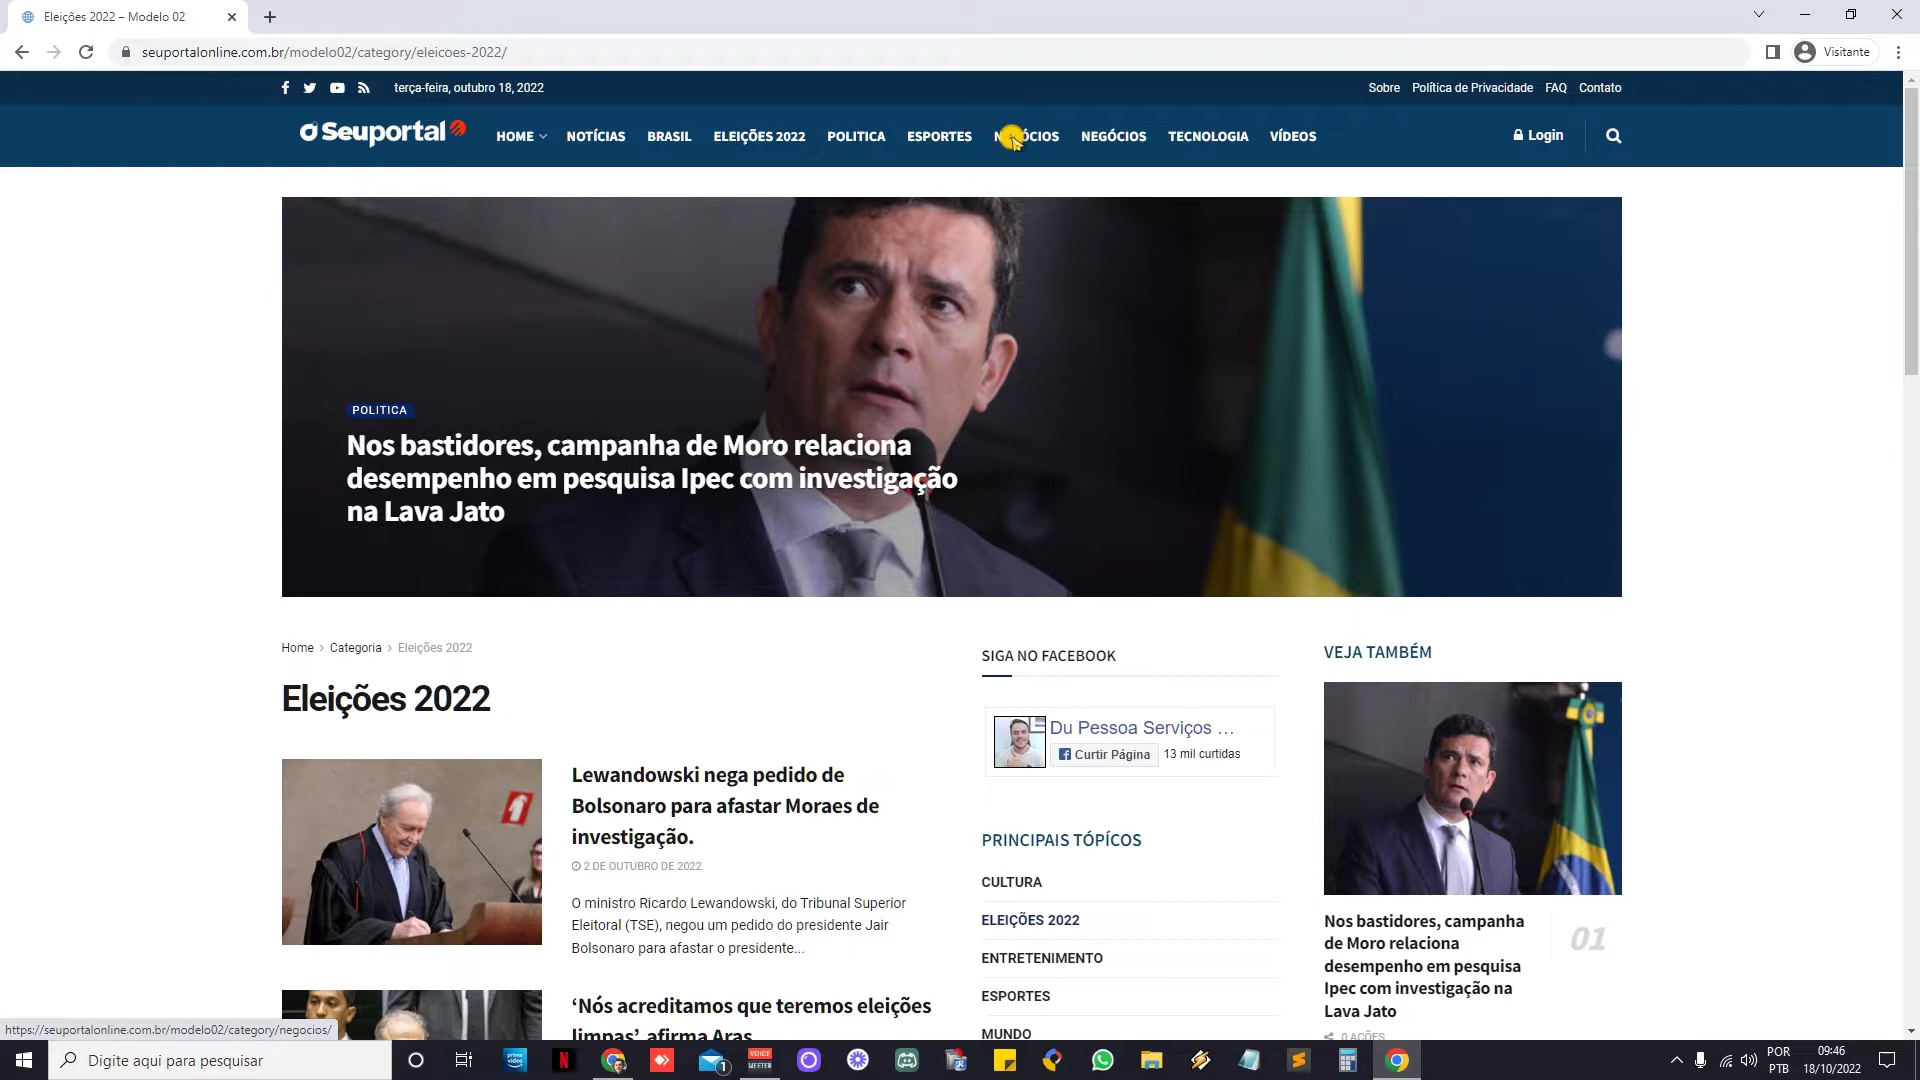 Eleições 2022 – Modelo 02
seuportalonline.com.br/modelo02/category/eleicoes-2022/
Visitante
terça-feira, outubro 18, 2022
Sobre Política de Privacidade FAQ Contato
Seuportal
HOME NOTÍCIAS BRASIL ELEIÇÕES 2022 POLITICA ESPORTES NEGÓCIOS NEGÓCIOS TECNOLOGIA VÍDEOS
Login
POLITICA
Nos bastidores, campanha de Moro relaciona
desempenho em pesquisa Ipec com investigação
na Lava Jato
Home > Categoria > Eleições 2022
Eleições 2022
Lewandowski nega pedido de
Bolsonaro para afastar Moraes de
investigação.
2 DE OUTUBRO DE 2022
O ministro Ricardo Lewandowski, do Tribunal Superior
Eleitoral (TSE), negou um pedido do presidente Jair
Bolsonaro para afastar o presidente...
‘Nós acreditamos que teremos eleições
limpas’, afirma Aras
SIGA NO FACEBOOK
Du Pessoa Serviços ...
Curtir Página 13 mil curtidas
PRINCIPAIS TÓPÍCOS
CULTURA
ELEIÇÕES 2022
ENTRETENIMENTO
ESPORTES
MUNDO
VEJA TAMBÉM
Nos bastidores, campanha
de Moro relaciona
desempenho em pesquisa
Ipec com investigação na
Lava Jato
01
0 AÇÕES
https://seuportalonline.com.br/modelo02/category/negocios/
Digite aqui para pesquisar
prime video
N
1
VOICE
MEETER
POR
PTB
09:46
18/10/2022